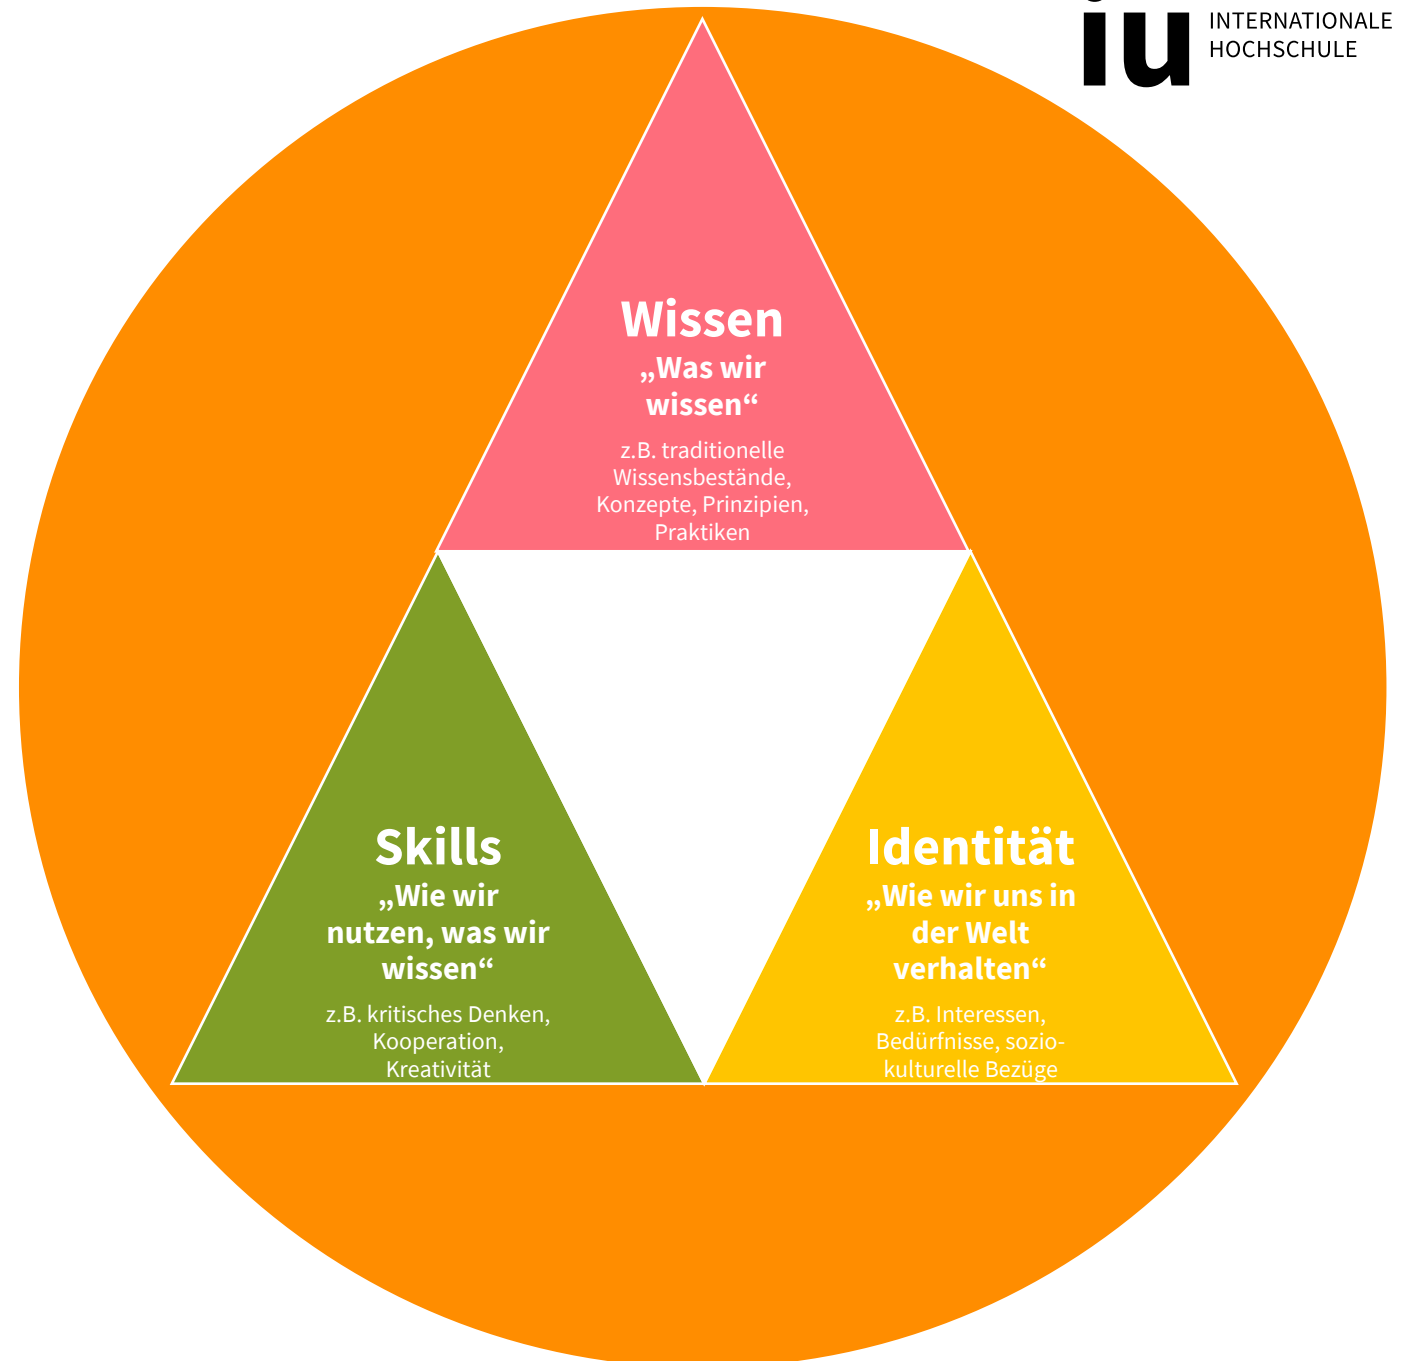 iu INTERNATIONALE
HOCHSCHULE
Wissen
„Was wir
wissen“
z.B. traditionelle
Wissensbestände,
Konzepte, Prinzipien,
Praktiken
Skills
„Wie wir
nutzen, was wir
wissen“
z.B. kritisches Denken,
Kooperation,
Kreativität
Identität
„Wie wir uns in
der Welt
verhalten“
z.B. Interessen,
Bedürfnisse, sozio-
kulturelle Bezüge